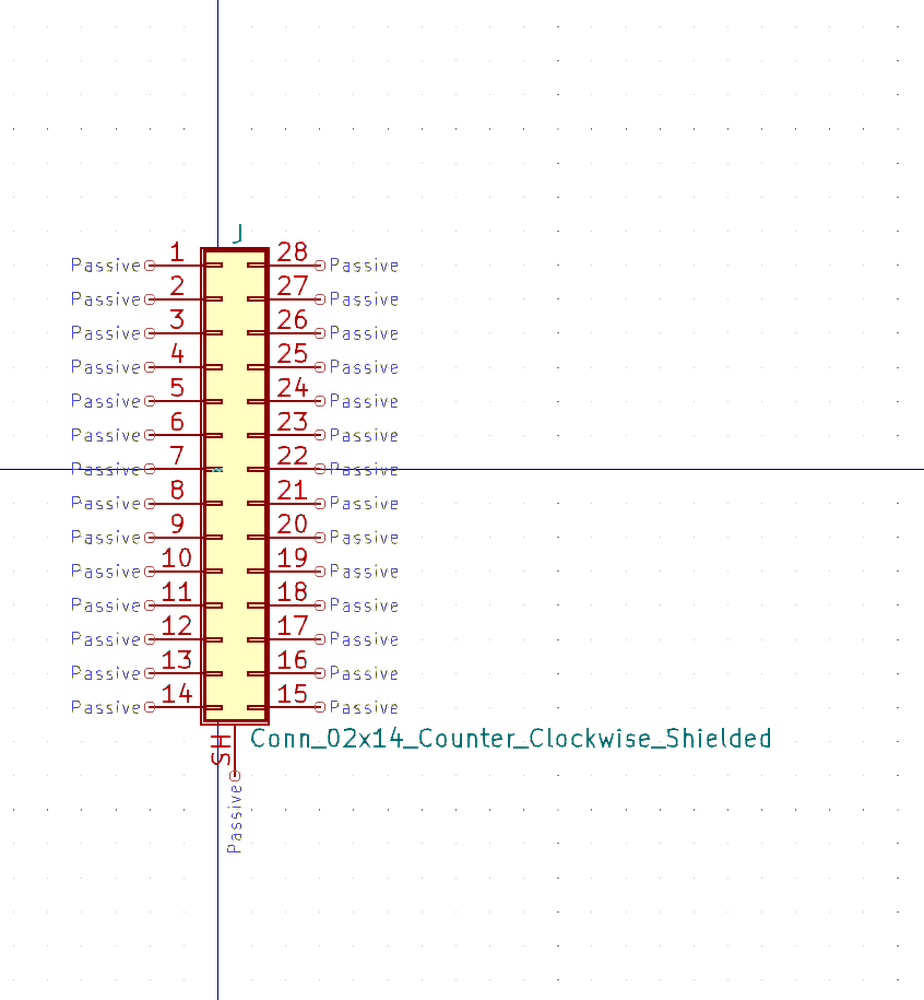 J
Passive 1 28 Passive
Passive 2 27 Passive
Passive 3 26 Passive
Passive 4 25 Passive
Passive 5 24 Passive
Passive 6 23 Passive
Passive 7 22 Passive
Passive 8 21 Passive
Passive 9 20 Passive
Passive 10 19 Passive
Passive 11 18 Passive
Passive 12 17 Passive
Passive 13 16 Passive
Passive 14 15 Passive
SH
Conn_02x14_Counter_Clockwise_Shielded
Passive